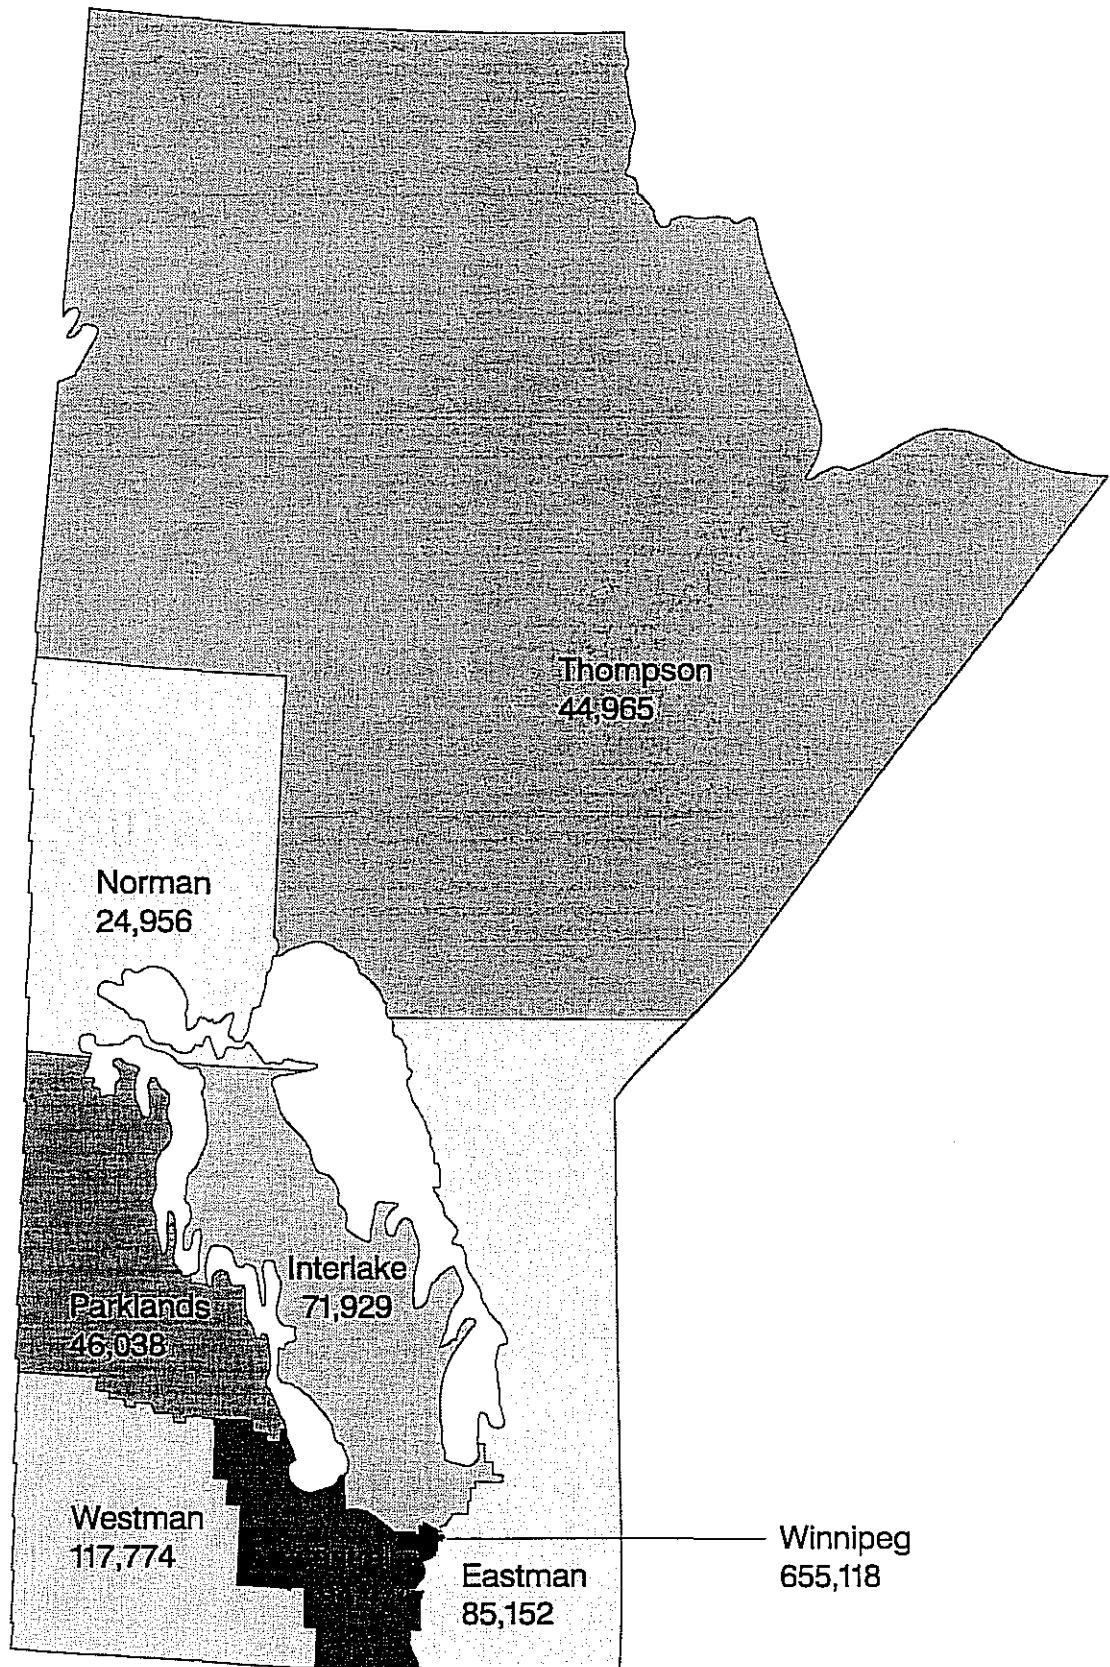 Thompson
44,965
Norman
24,956
Interlake
71,929
Parklands
46,038
Westman
117,774
Winnipeg
655,118
Eastman
85,152